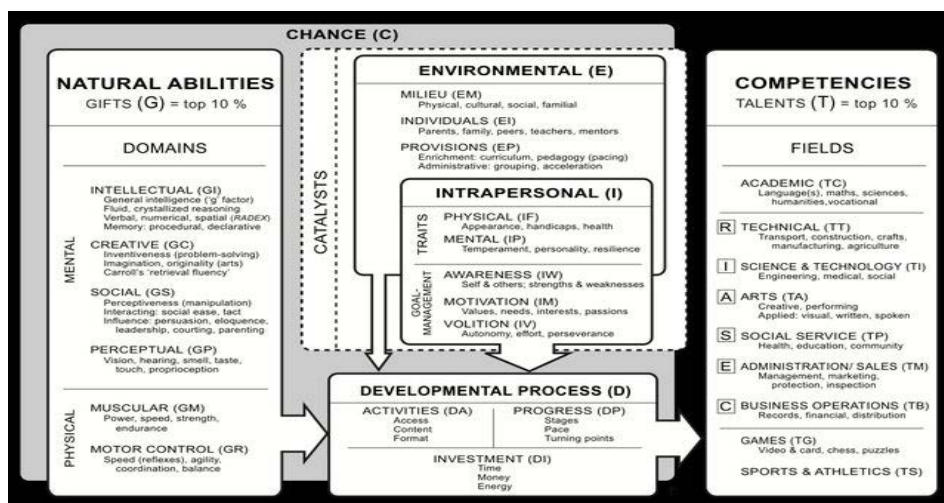 CHANCE (C)
NATURAL ABILITIES
GIFTS (G) = top 10 %
DOMAINS
MENTAL
INTELLECTUAL (GI)
General intelligence ('g' factor)
Fluid, crystallized reasoning
Verbal, numerical, spatial (RADEX)
Memory: procedural, declarative
CREATIVE (GC)
Inventiveness (problem-solving)
Imagination, originality (arts)
Carroll's 'retrieval fluency'
SOCIAL (GS)
Perceptiveness (manipulation)
Interacting: social ease, tact
Influence: persuasion, eloquence,
leadership, courting, parenting
PERCEPTUAL (GP)
Vision, hearing, smell, taste,
touch, proprioception
PHYSICAL
MUSCULAR (GM)
Power, speed, strength,
endurance
MOTOR CONTROL (GR)
Speed (reflexes), agility,
coordination, balance
CATALYSTS
ENVIRONMENTAL (E)
MILIEU (EM)
Physical, cultural, social, familial
INDIVIDUALS (EI)
Parents, family, peers, teachers, mentors
PROVISIONS (EP)
Enrichment: curriculum, pedagogy (pacing)
Administrative: grouping, acceleration
INTRAPERSONAL (I)
TRAITS
PHYSICAL (IF)
Appearance, handicaps, health
MENTAL (IP)
Temperament, personality, resilience
GOAL-
MANAGEMENT
AWARENESS (IW)
Self & others; strengths & weaknesses
MOTIVATION (IM)
Values, needs, interests, passions
VOLITION (IV)
Autonomy, effort, perseverance
DEVELOPMENTAL PROCESS (D)
ACTIVITIES (DA)
Access
Content
Format
PROGRESS (DP)
Stages
Pace
Turning points
INVESTMENT (DI)
Time
Money
Energy
COMPETENCIES
TALENTS (T) = top 10 %
FIELDS
ACADEMIC (TC)
Language(s), maths, sciences,
humanities,vocational
R TECHNICAL (TT)
Transport, construction, crafts,
manufacturing, agriculture
I SCIENCE & TECHNOLOGY (TI)
Engineering, medical, social
A ARTS (TA)
Creative, performing
Applied: visual, written, spoken
S SOCIAL SERVICE (TP)
Health, education, community
E ADMINISTRATION/ SALES (TM)
Management, marketing,
protection, inspection
C BUSINESS OPERATIONS (TB)
Records, financial, distribution
GAMES (TG)
Video & card, chess, puzzles
SPORTS & ATHLETICS (TS)